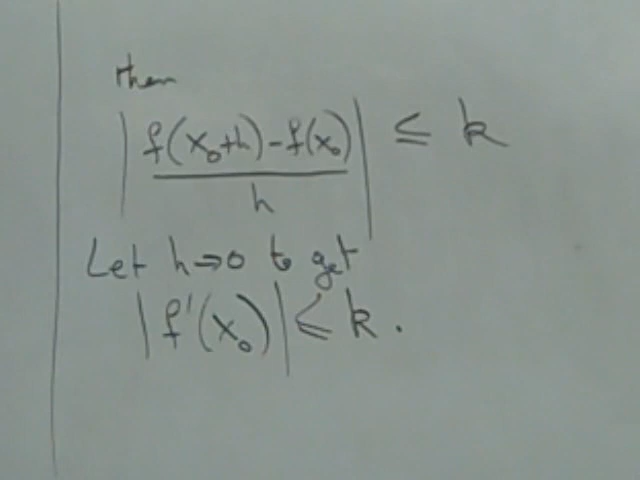 then
| f(x₀+h)-f(x₀) / h | ≤ k
Let h→0 to get
|f'(x₀)| ≤ k.